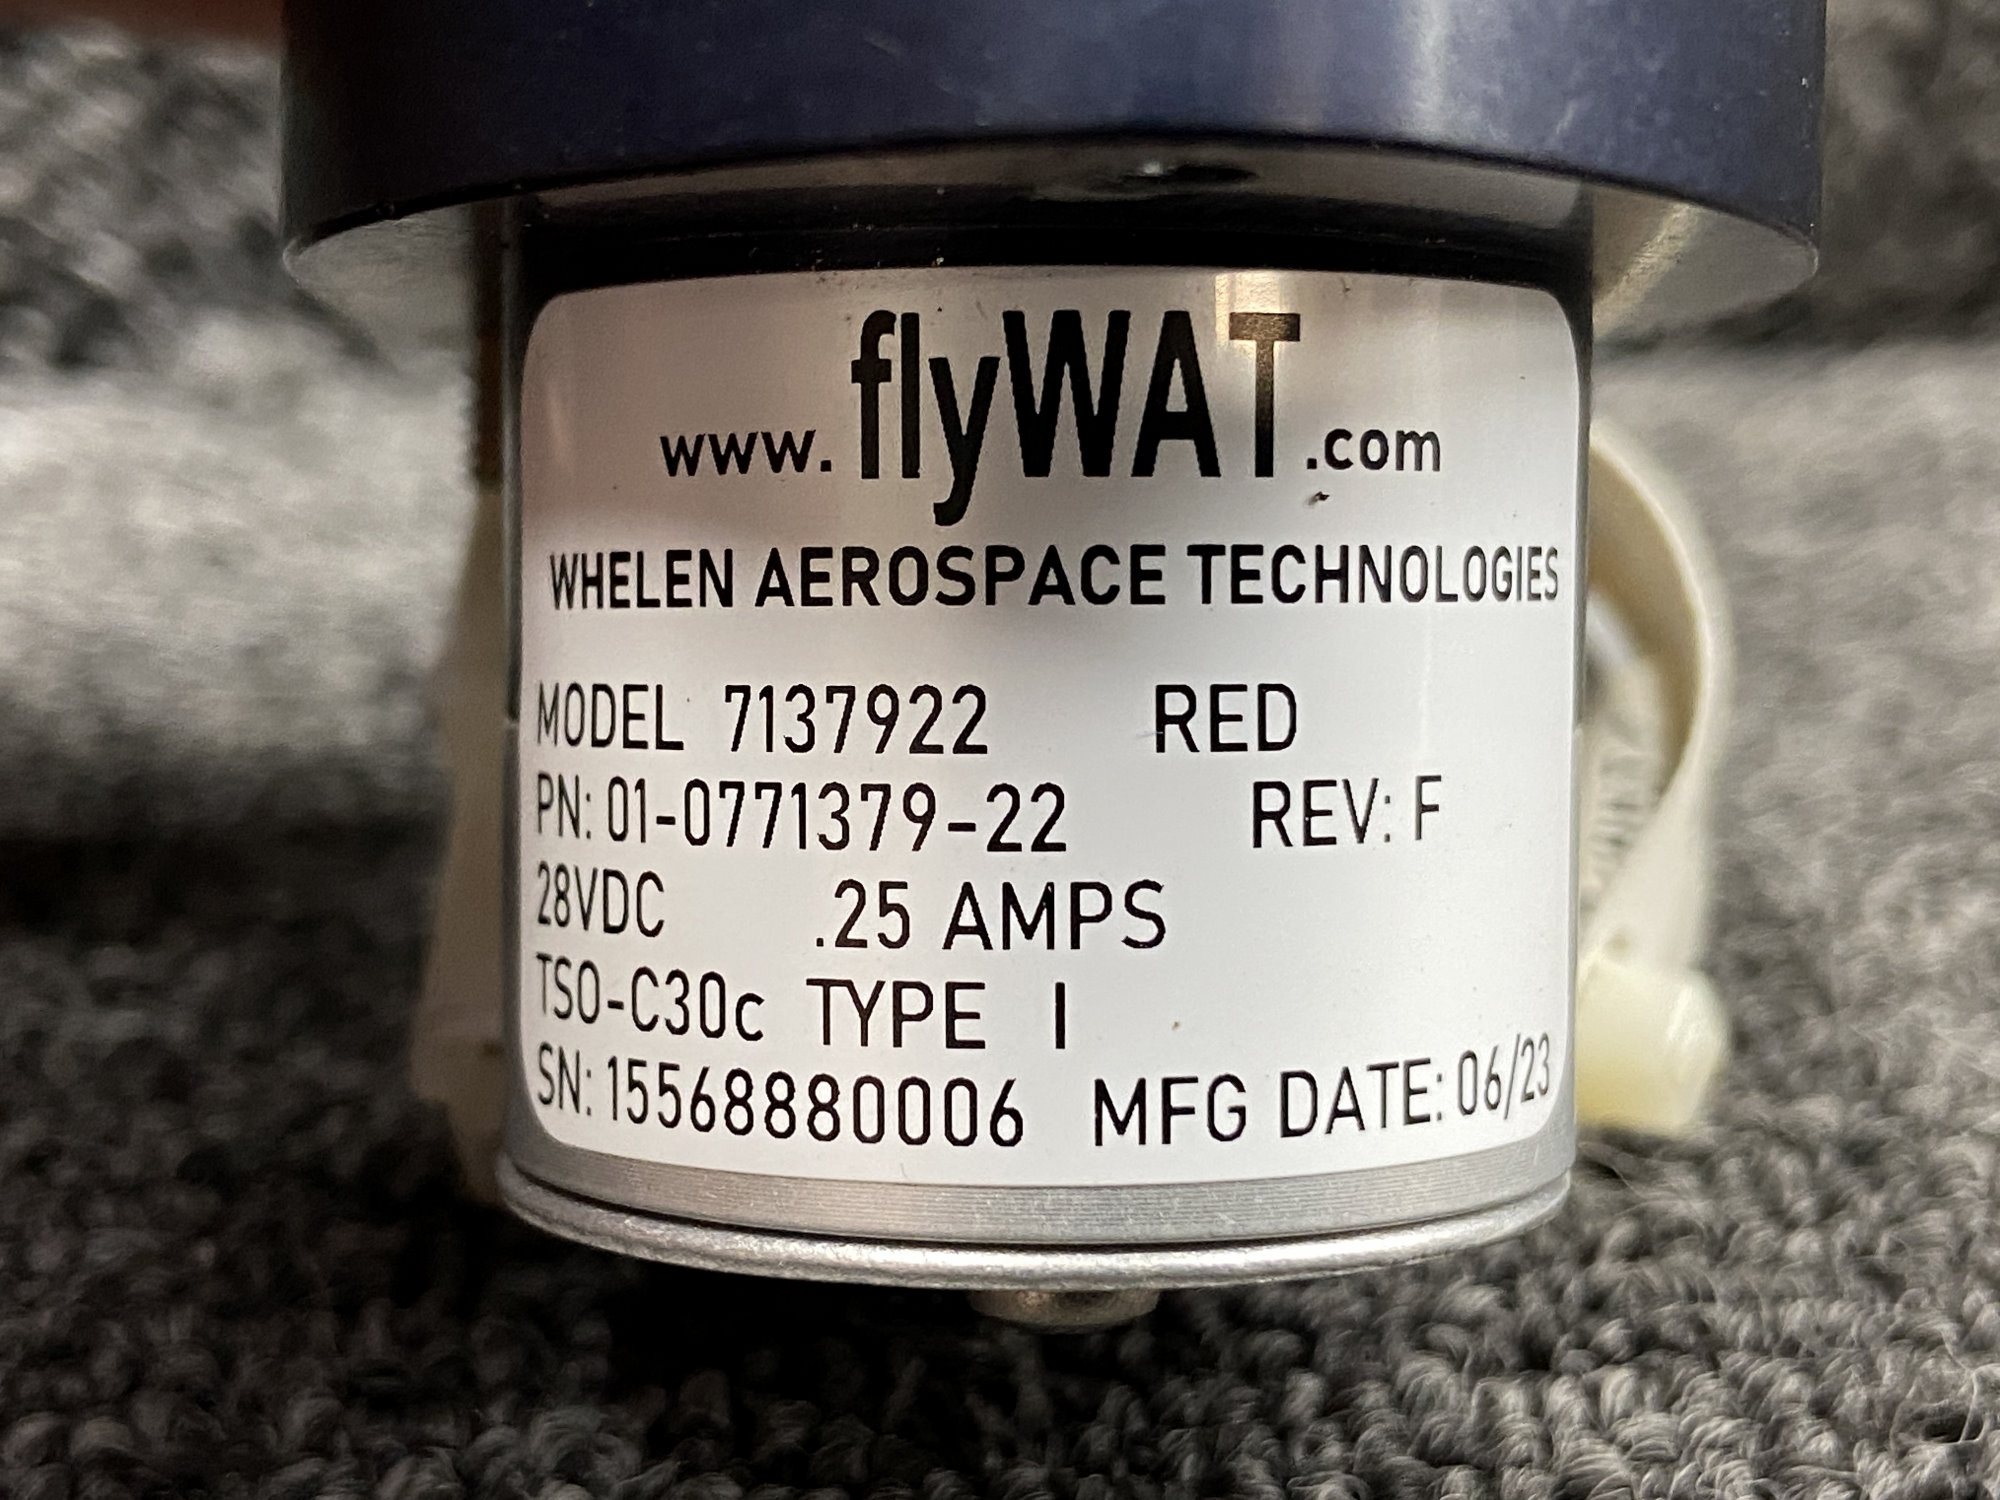 www.flyWAT.com
WHELEN AEROSPACE TECHNOLOGIES
MODEL 7137922 RED
PN: 01-0771379-22 REV: F
28VDC .25 AMPS
TSO-C30c TYPE I
SN: 15568880006 MFG DATE: 06/23